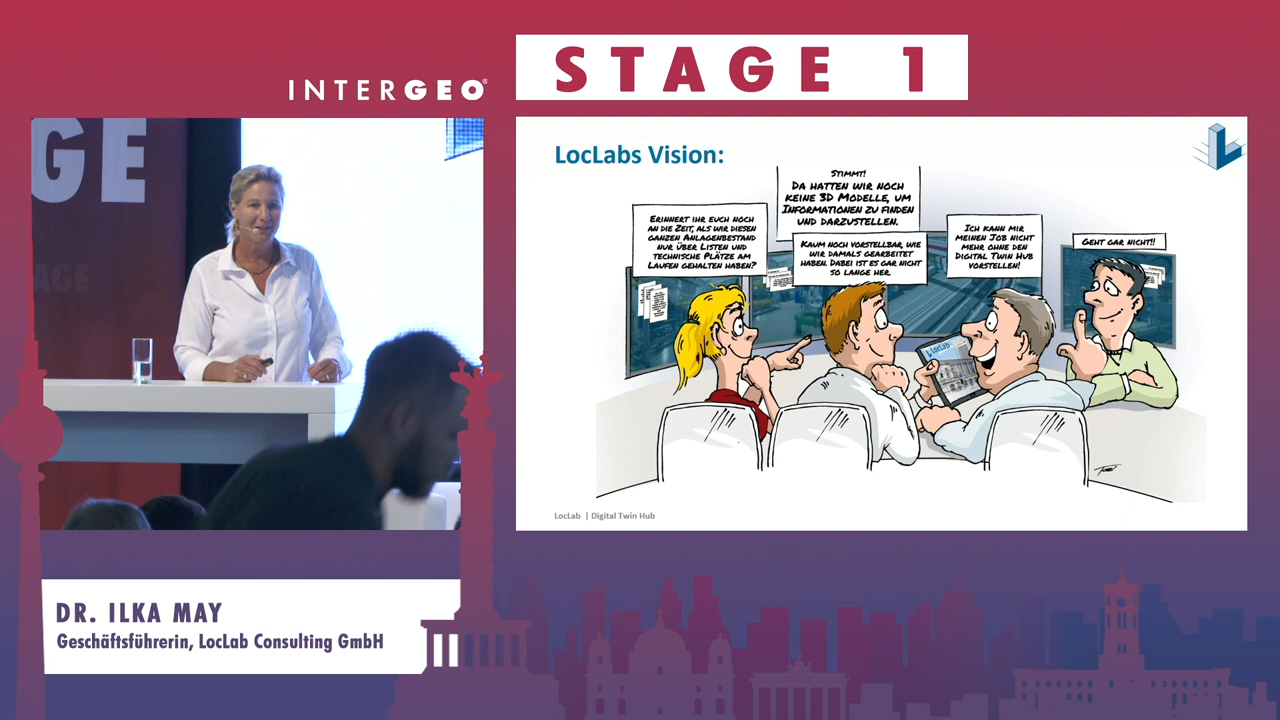 INTERGEO®
STAGE 1
GE
AGE
LocLabs Vision:
STIMMT!
DA HATTEN WIR NOCH
KEINE 3D MODELLE, UM
INFORMATIONEN ZU FINDEN
UND DARZUSTELLEN.
ERINNERT IHR EUCH NOCH
AN DIE ZEIT, ALS WIR DIESEN
GANZEN ANLAGENBESTAND
NUR ÜBER LISTEN UND
TECHNISCHE PLÄTZE AM
LAUFEN GEHALTEN HABEN?
KAUM NOCH VORSTELLBAR, WIE
WIR DAMALS GEARBEITET
HABEN. DABEI IST ES GAR NICHT
SO LANGE HER.
ICH KANN MIR
MEINEN JOB NICHT
MEHR OHNE DEN
DIGITAL TWIN HUB
VORSTELLEN!
GEHT GAR NICHT!!
LocLab
LocLab | Digital Twin Hub
DR. ILKA MAY
Geschäftsführerin, LocLab Consulting GmbH